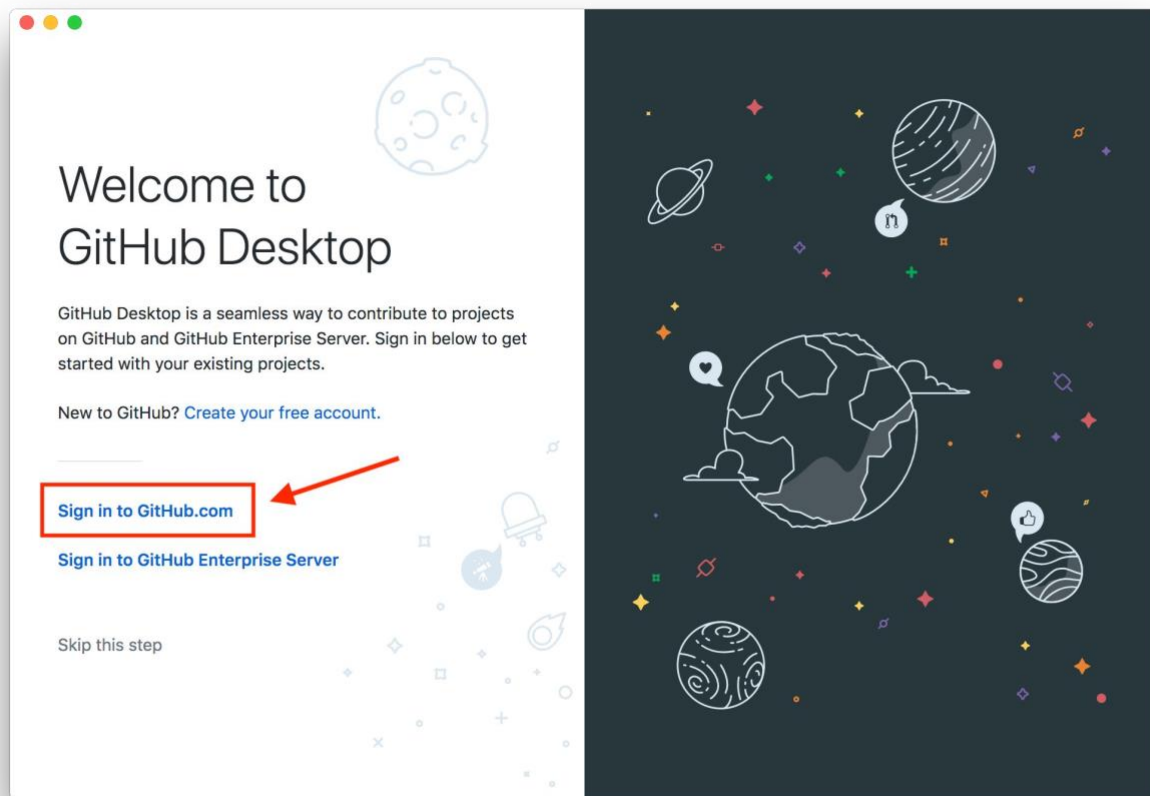 Welcome to
GitHub Desktop
GitHub Desktop is a seamless way to contribute to projects
on GitHub and GitHub Enterprise Server. Sign in below to get
started with your existing projects.
New to GitHub? Create your free account.
Sign in to GitHub.com
Sign in to GitHub Enterprise Server
Skip this step